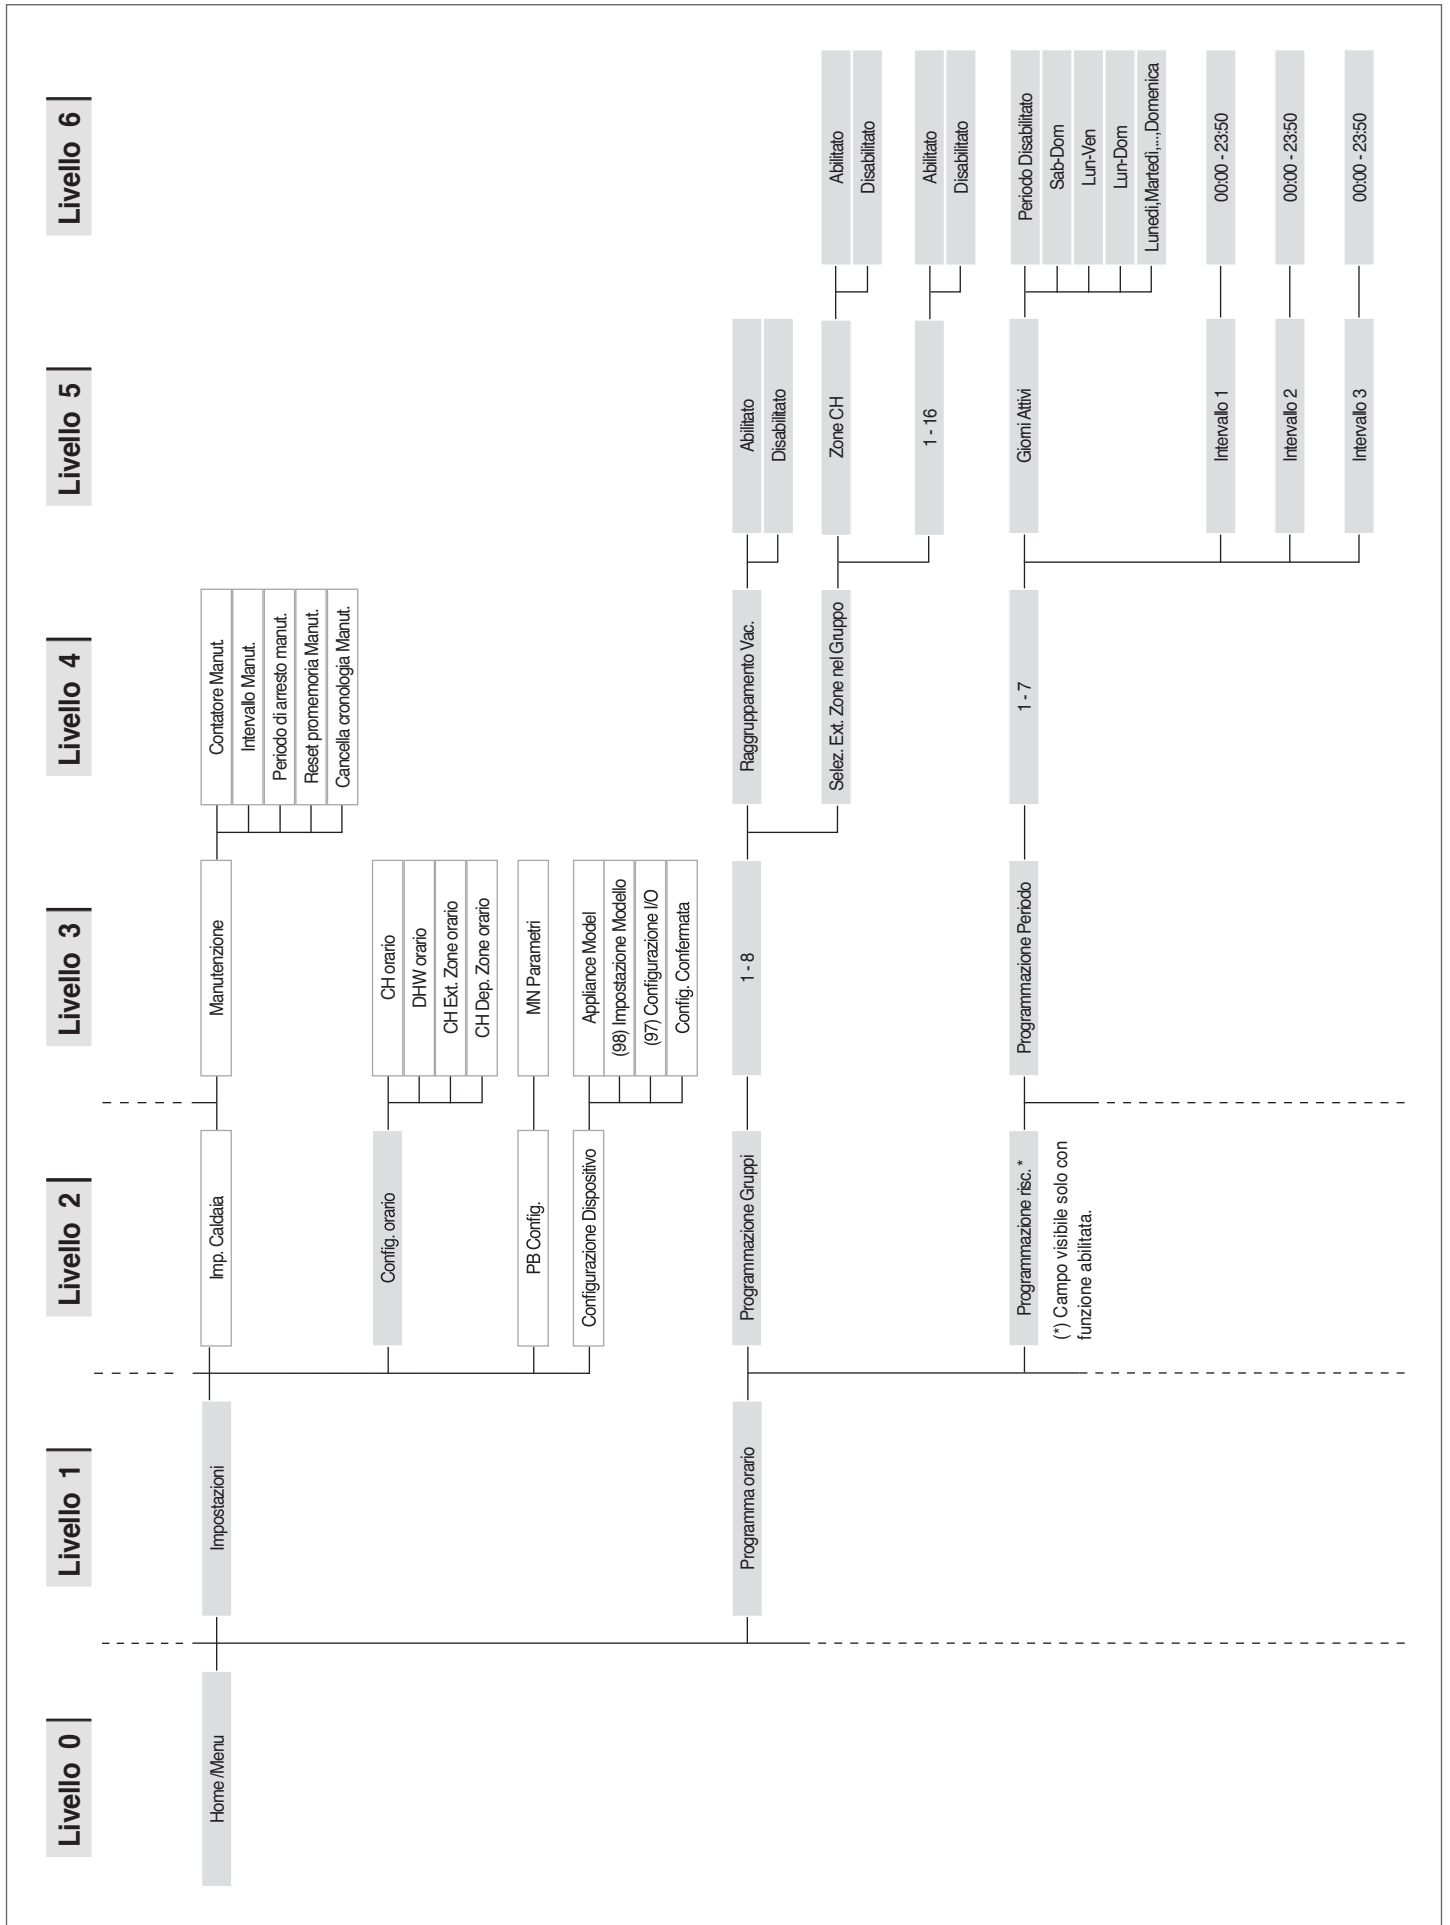 Livello 0
Livello 1
Livello 2
Livello 3
Livello 4
Livello 5
Livello 6
Home /Menu
Impostazioni
Imp. Caldaia
Manutenzione
Contatore Manut.
Intervallo Manut.
Periodo di arresto manut.
Reset promemoria Manut.
Cancella cronologia Manut.
Config. orario
CH orario
DHW orario
CH Ext. Zone orario
CH Dep. Zone orario
PB Config.
MN Parametri
Configurazione Dispositivo
Appliance Model
(98) Impostazione Modello
(97) Configurazione I/O
Config. Confermata
Programma orario
Programmazione Gruppi
1 - 8
Raggruppamento Vac.
Abilitato
Disabilitato
Selez. Ext. Zone nel Gruppo
Zone CH
Abilitato
Disabilitato
1 - 16
Abilitato
Disabilitato
Programmazione risc. *
(*) Campo visibile solo con
funzione abilitata.
Programmazione Periodo
1 - 7
Giorni Attivi
Periodo Disabilitato
Sab-Dom
Lun-Ven
Lun-Dom
Lunedì,Martedì,...,Domenica
Intervallo 1
00:00 - 23:50
Intervallo 2
00:00 - 23:50
Intervallo 3
00:00 - 23:50